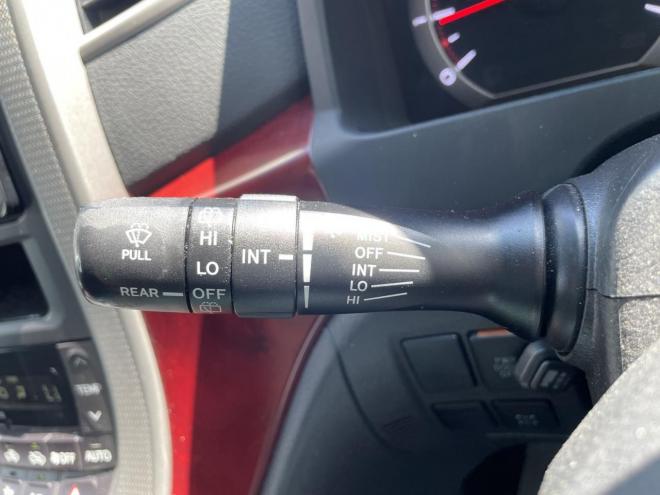 PULL
REAR
HI
LO
OFF
INT
MIST
OFF
INT
LO
HI
TEMP
OFF
AUTO